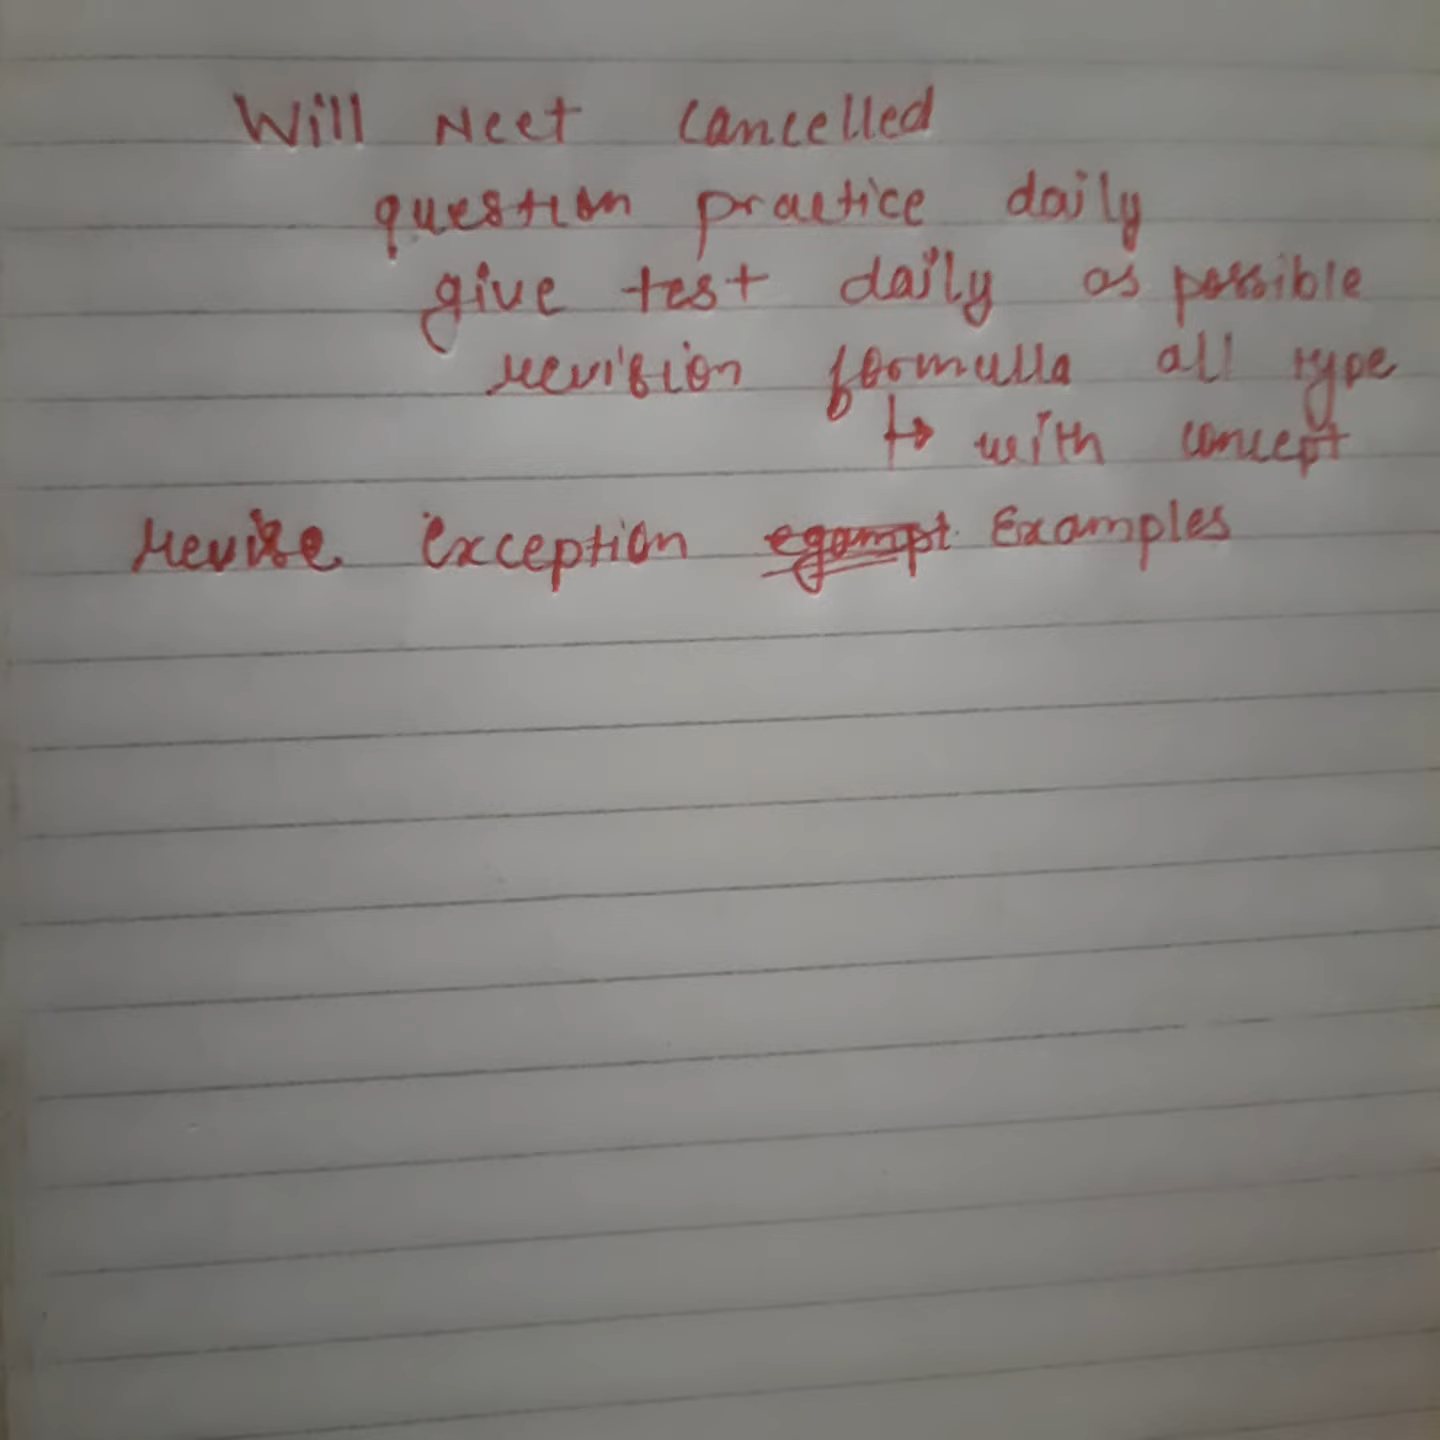 Will Neet cancelled
question practice daily
give test daily as possible
revision formulla all type
↳ with concept
revise exception Examples